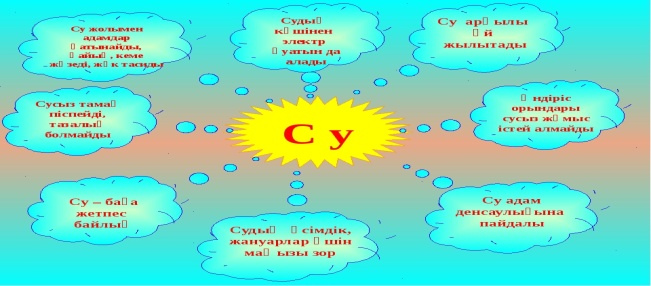 Су жолымен
адамдар
□атынайды,
□айы□, кеме
ж□зеді, ж□к тасиды
Суды□
к□шінен
электр
□уатын да
алады
Су ар□ылы
□й
жылытады
Сусыз тама□
піспейді,
тазалы□
болмайды
Су
□ндіріс
орындары
сусыз ж□мыс
істей алмайды
Су – ба□а
жетпес
байлы□
Суды□ □сімдік,
жануарлар □шін
ма□ызы зор
Су адам
денсаулы□ына
пайдалы